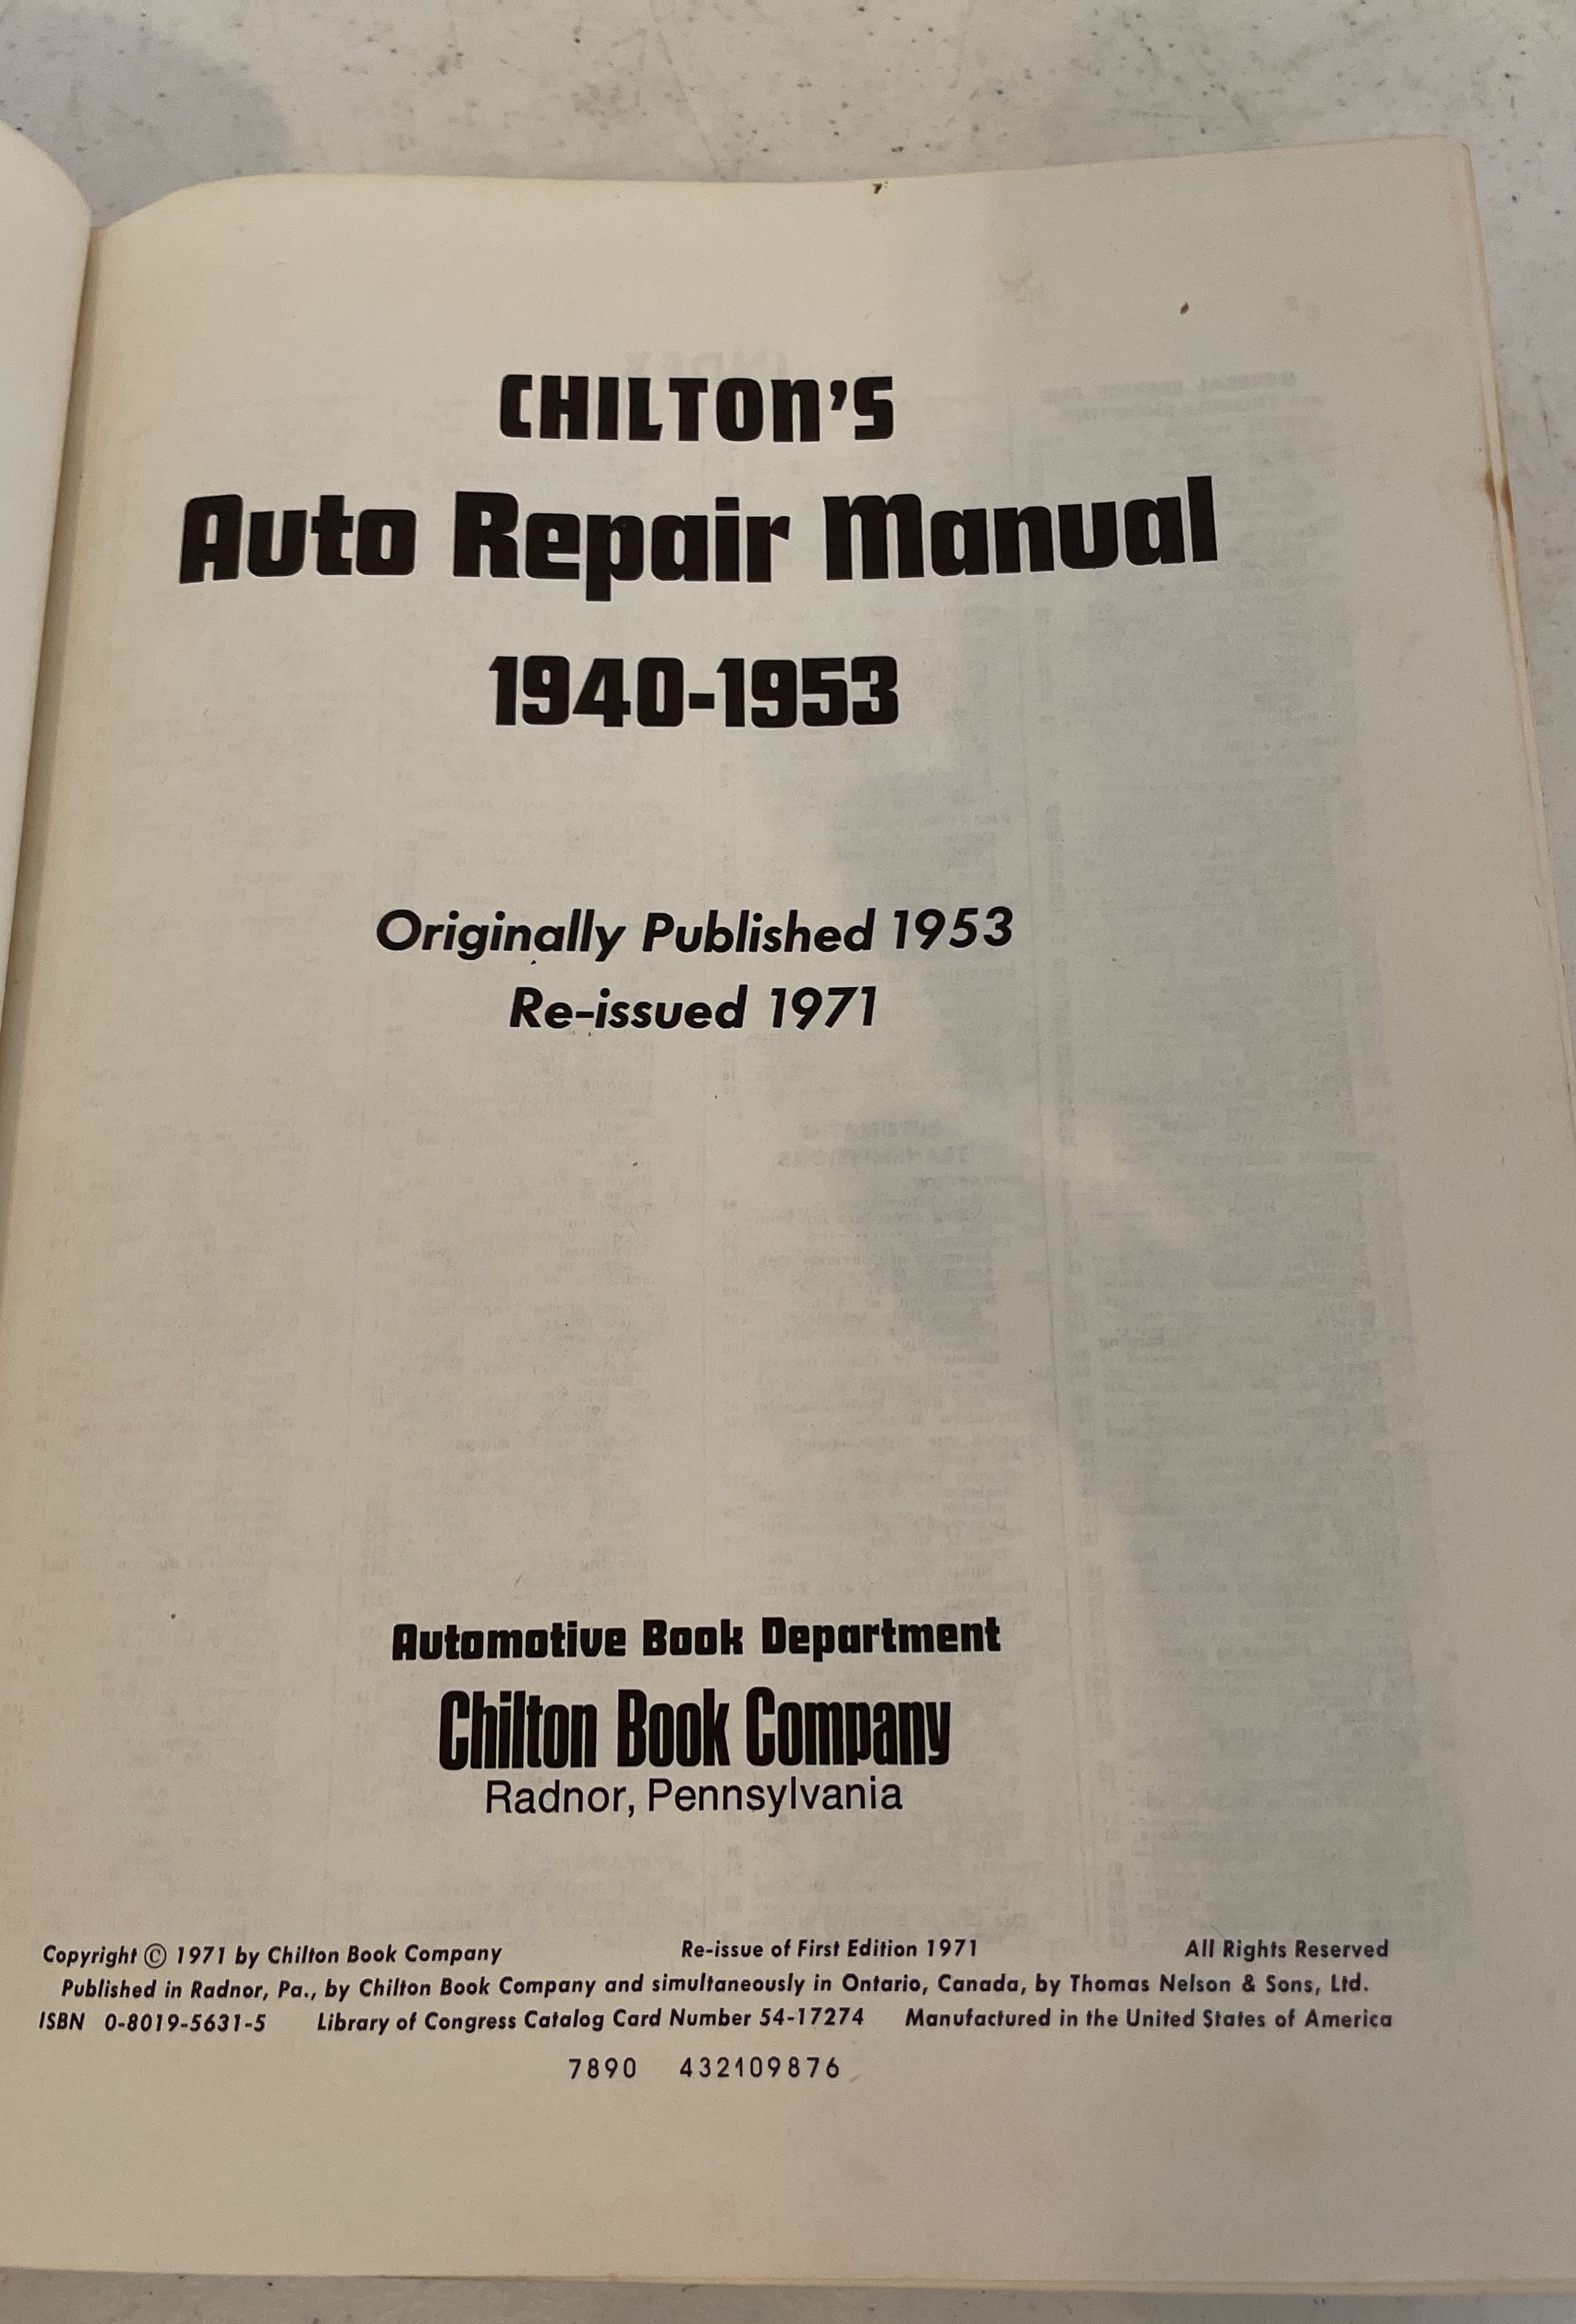 CHILTON'S
Auto Repair Manual
1940-1953
Originally Published 1953
Re-issued 1971
Automotive Book Department
Chilton Book Company
Radnor, Pennsylvania
Copyright © 1971 by Chilton Book Company Re-issue of First Edition 1971 All Rights Reserved
Published in Radnor, Pa., by Chilton Book Company and simultaneously in Ontario, Canada, by Thomas Nelson & Sons, Ltd.
ISBN 0-8019-5631-5 Library of Congress Catalog Card Number 54-17274 Manufactured in the United States of America
7890 432109876